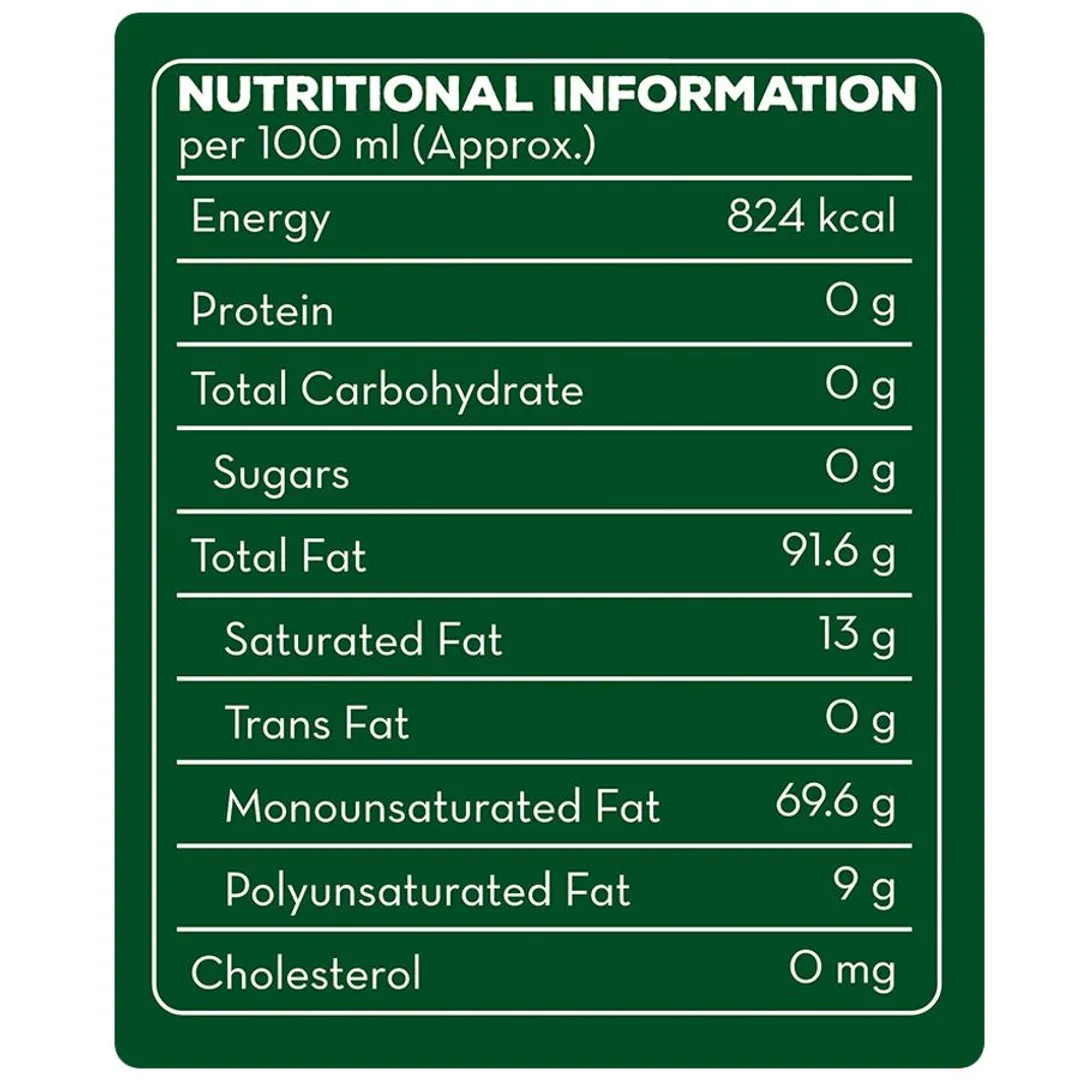 NUTRITIONAL INFORMATION
per 100 ml (Approx.)
Energy 824 kcal
Protein 0 g
Total Carbohydrate 0 g
Sugars 0 g
Total Fat 91.6 g
Saturated Fat 13 g
Trans Fat 0 g
Monounsaturated Fat 69.6 g
Polyunsaturated Fat 9 g
Cholesterol 0 mg